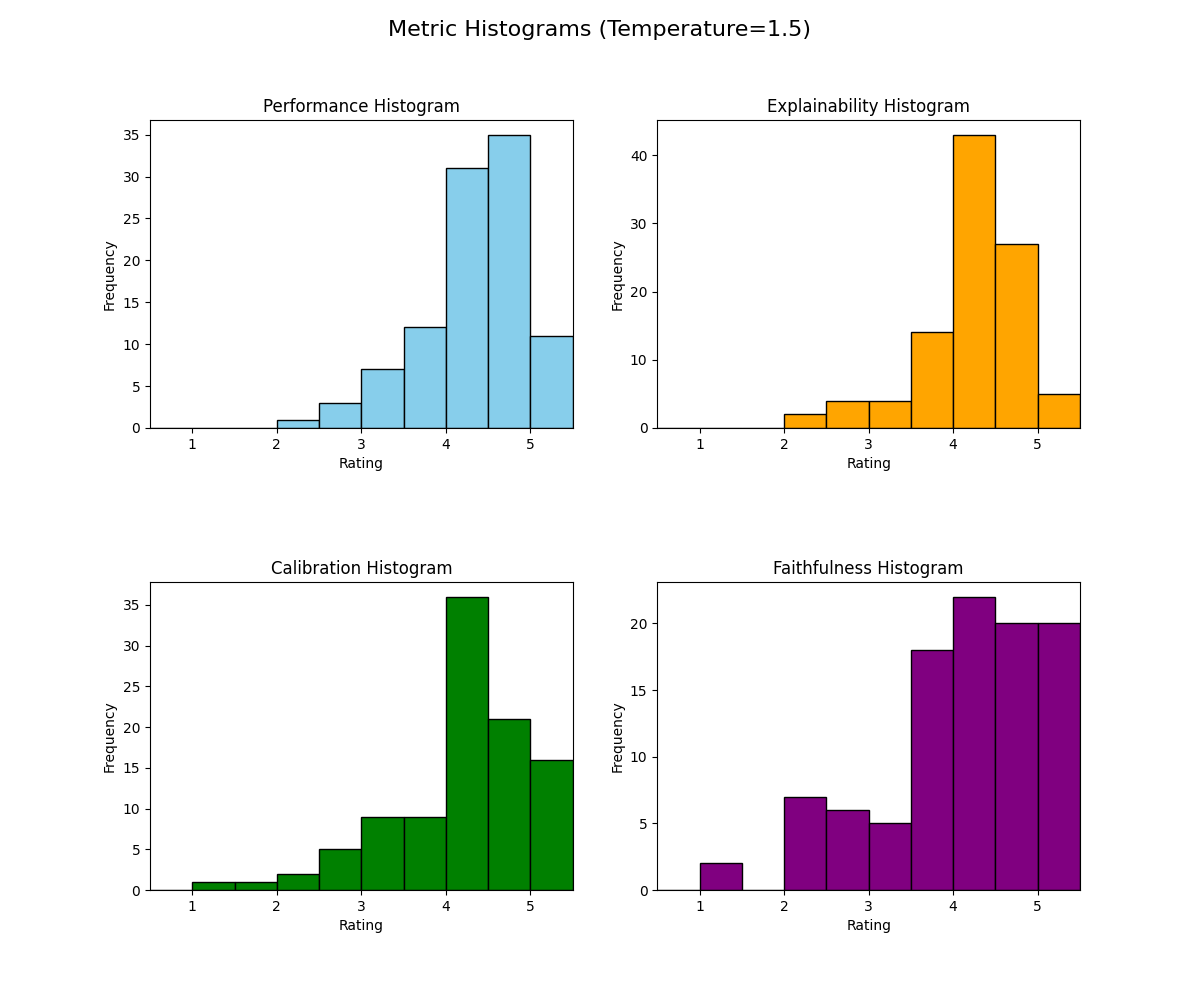 Metric Histograms (Temperature=1.5)
Performance Histogram
35
30
25
20
15
10
5
0
Frequency
1 2 3 4 5
Rating
Explainability Histogram
40
30
20
10
0
Frequency
1 2 3 4 5
Rating
Calibration Histogram
35
30
25
20
15
10
5
0
Frequency
1 2 3 4 5
Rating
Faithfulness Histogram
20
15
10
5
0
Frequency
1 2 3 4 5
Rating